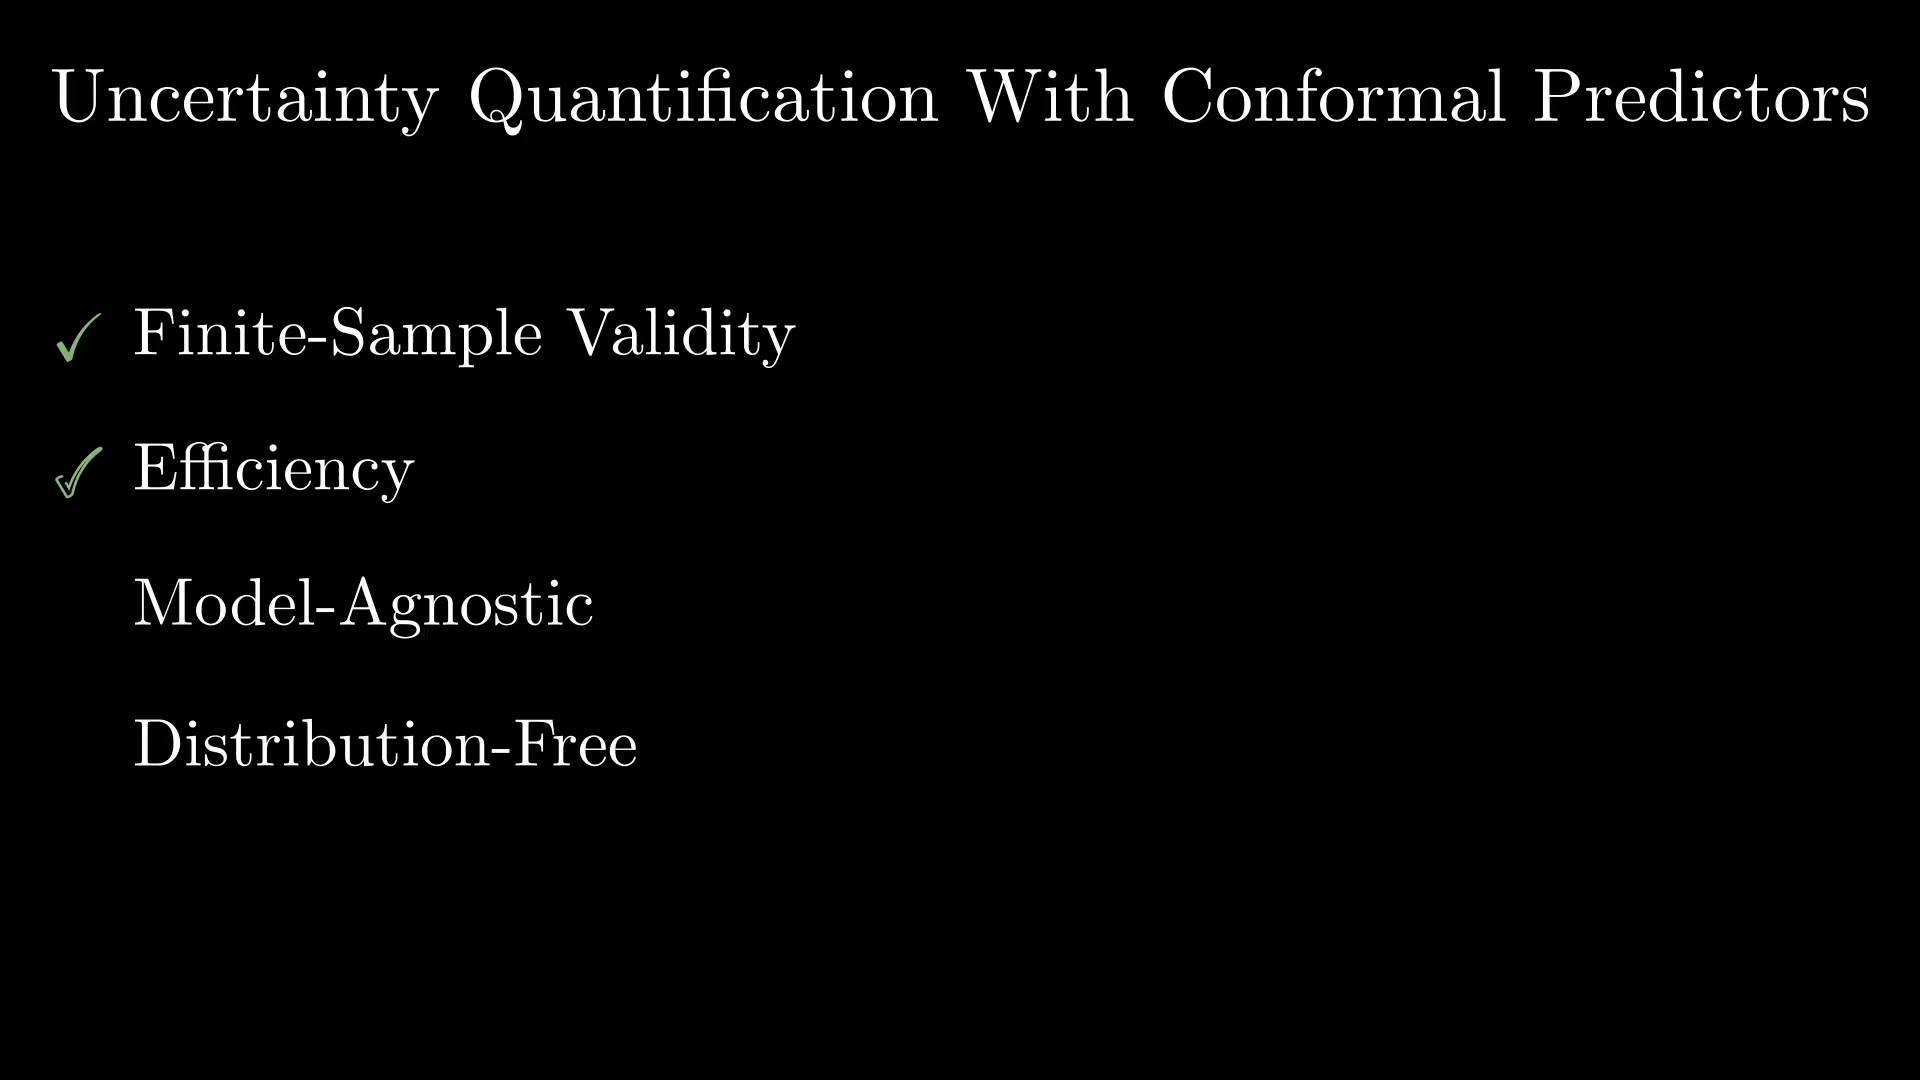 Uncertainty Quantification With Conformal Predictors
✓ Finite-Sample Validity
✓ Efficiency
Model-Agnostic
Distribution-Free